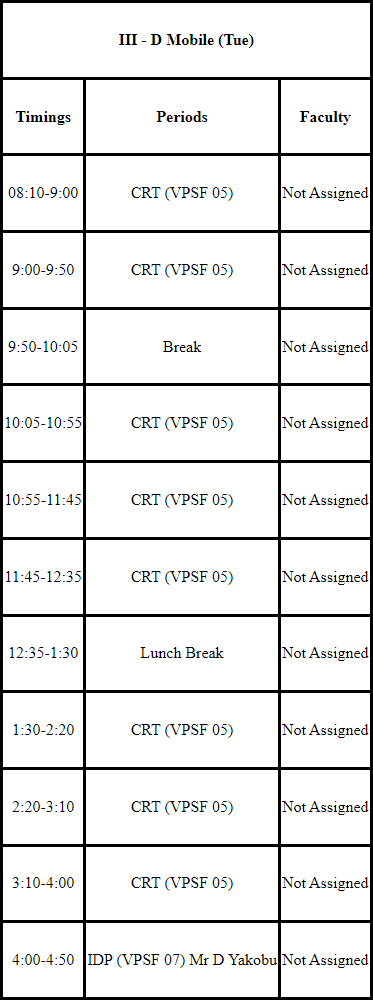 III - D Mobile (Tue)
Timings Periods Faculty
08:10-9:00 CRT (VPSF 05) Not Assigned
9:00-9:50 CRT (VPSF 05) Not Assigned
9:50-10:05 Break Not Assigned
10:05-10:55 CRT (VPSF 05) Not Assigned
10:55-11:45 CRT (VPSF 05) Not Assigned
11:45-12:35 CRT (VPSF 05) Not Assigned
12:35-1:30 Lunch Break Not Assigned
1:30-2:20 CRT (VPSF 05) Not Assigned
2:20-3:10 CRT (VPSF 05) Not Assigned
3:10-4:00 CRT (VPSF 05) Not Assigned
4:00-4:50 IDP (VPSF 07) Mr D Yakobu Not Assigned